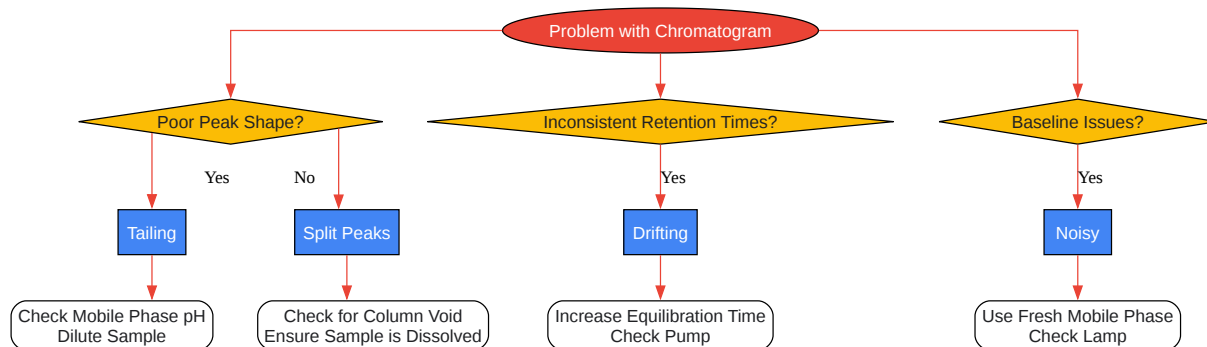 Problem with Chromatogram
Poor Peak Shape?
Inconsistent Retention Times?
Baseline Issues?
Yes
No
Yes
Yes
Tailing
Split Peaks
Drifting
Noisy
Check Mobile Phase pH
Dilute Sample
Check for Column Void
Ensure Sample is Dissolved
Increase Equilibration Time
Check Pump
Use Fresh Mobile Phase
Check Lamp